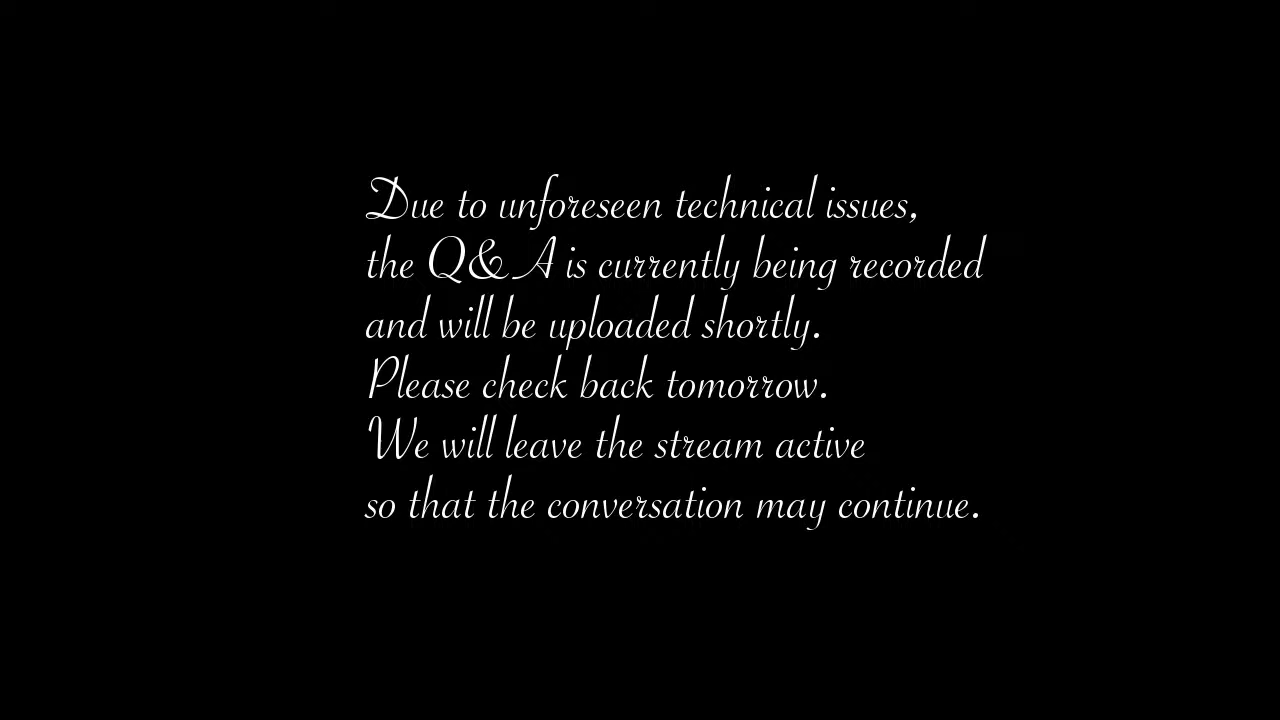 Due to unforeseen technical issues,
the Q&A is currently being recorded
and will be uploaded shortly.
Please check back tomorrow.
We will leave the stream active
so that the conversation may continue.